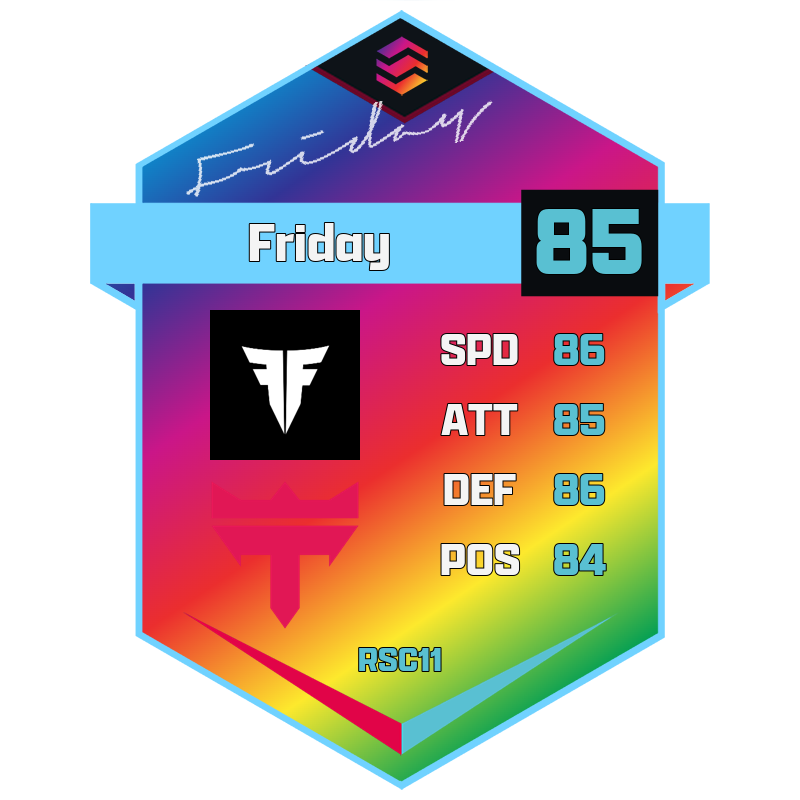 Friday
Friday 85
SPD 86
ATT 85
DEF 86
POS 84
RSC11